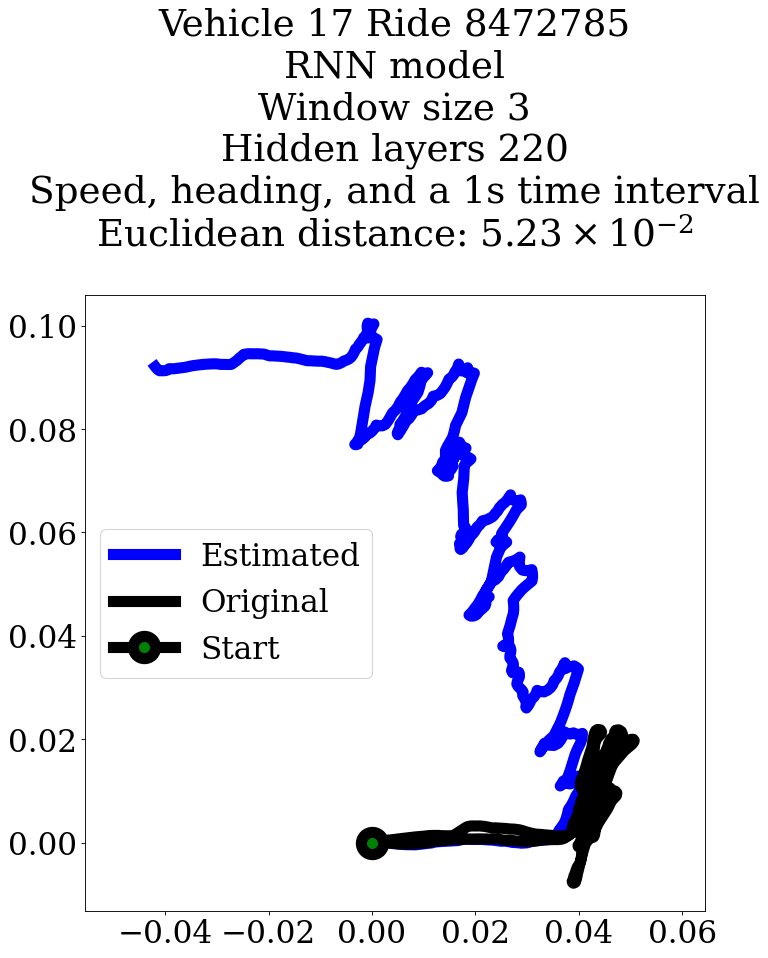 Vehicle 17 Ride 8472785
RNN model
Window size 3
Hidden layers 220
Speed, heading, and a 1s time interval
Euclidean distance: 5.23 × 10⁻²
0.10
0.08
0.06
0.04
0.02
0.00
Estimated
Original
Start
−0.04 −0.02 0.00 0.02 0.04 0.06